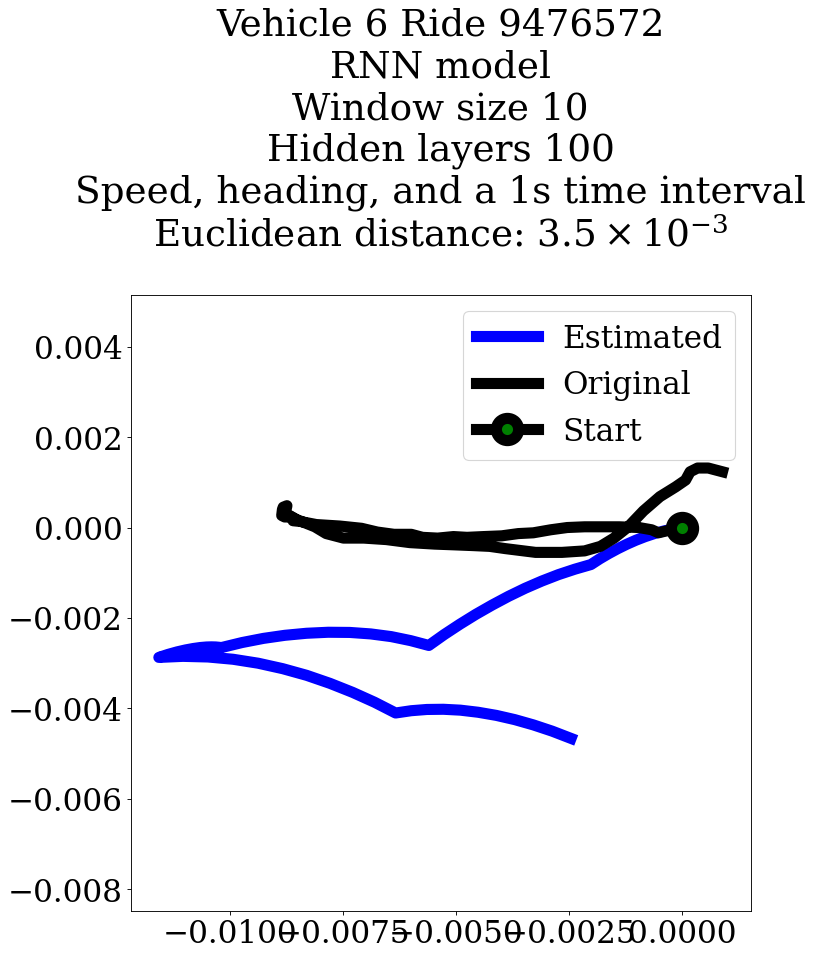 Vehicle 6 Ride 9476572
RNN model
Window size 10
Hidden layers 100
Speed, heading, and a 1s time interval
Euclidean distance: 3.5 × 10⁻³
Estimated
Original
Start
0.004
0.002
0.000
−0.002
−0.004
−0.006
−0.008
−0.0100
−0.0075
−0.0050
−0.0025
0.0000